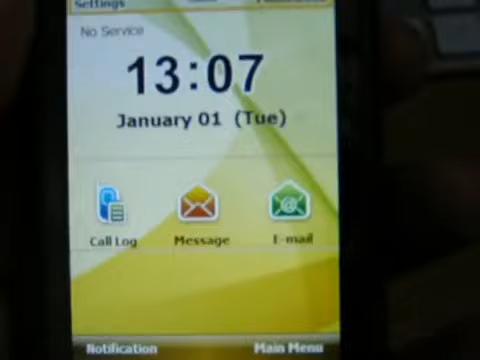 Settings
No Service
13:07
January 01 (Tue)
Call Log Message E-mail
Notification Main Menu